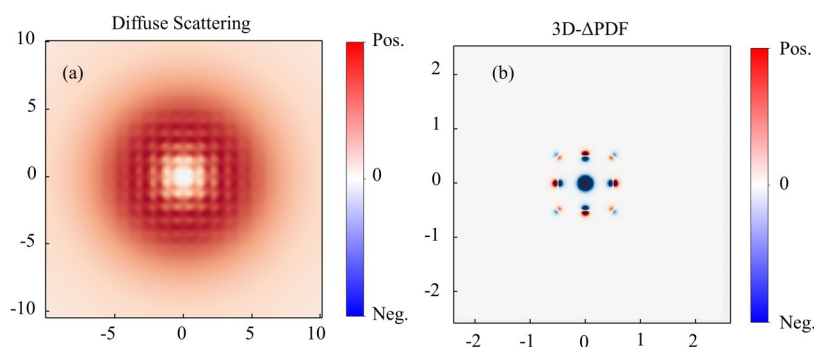 Diffuse Scattering
3D-ΔPDF
(a)
10
5
0
-5
-10
-5
0
5
10
Pos.
0
Neg.
(b)
2
1
0
-1
-2
-2
-1
0
1
2
Pos.
0
Neg.